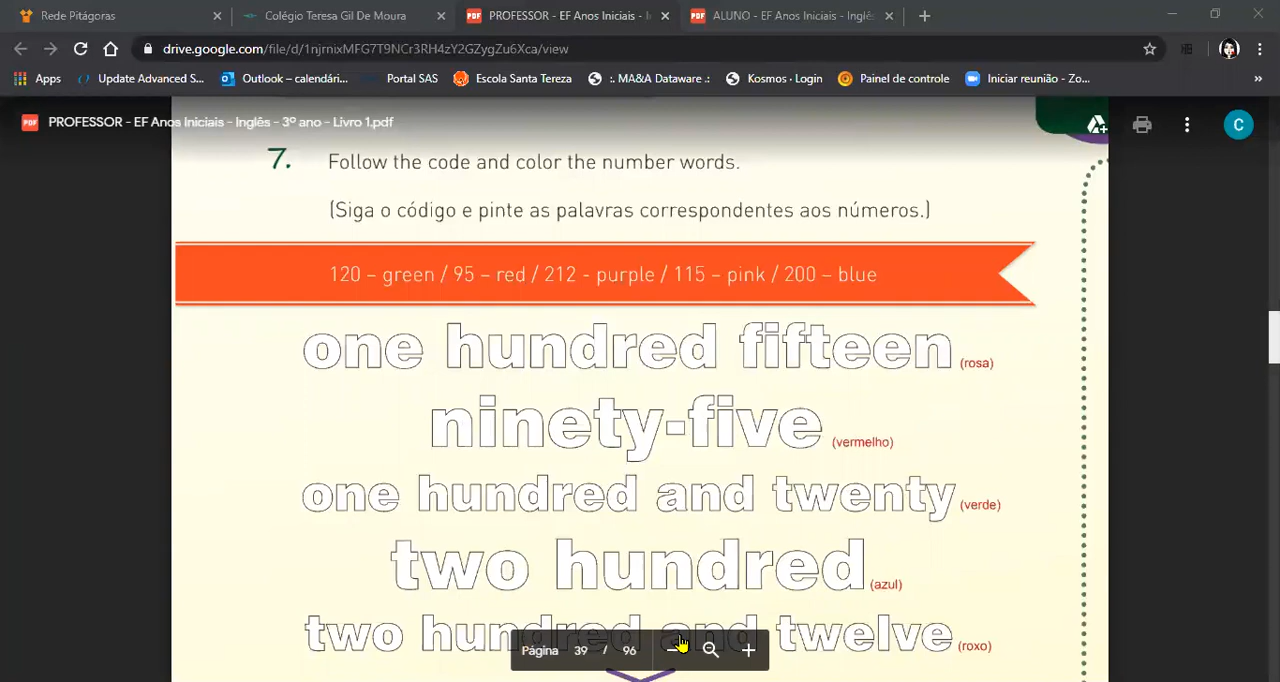 Rede Pitágoras
Colégio Teresa Gil De Moura
PROFESSOR - EF Anos Iniciais - I
ALUNO - EF Anos Iniciais - Inglê
drive.google.com/file/d/1njrnixMFG7T9NCr3RH4zY2GZygZu6Xca/view
Apps
Update Advanced S...
Outlook – calendári...
Portal SAS
Escola Santa Tereza
:. MA&A Dataware .:
Kosmos · Login
Painel de controle
Iniciar reunião - Zo...
»
PROFESSOR - EF Anos Iniciais - Inglês - 3º ano - Livro 1.pdf
C
7. Follow the code and color the number words.
(Siga o código e pinte as palavras correspondentes aos números.)
120 – green / 95 – red / 212 - purple / 115 – pink / 200 – blue
one hundred fifteen (rosa)
ninety-five (vermelho)
one hundred and twenty (verde)
two hundred (azul)
two hundred and twelve (roxo)
Página 39 / 96